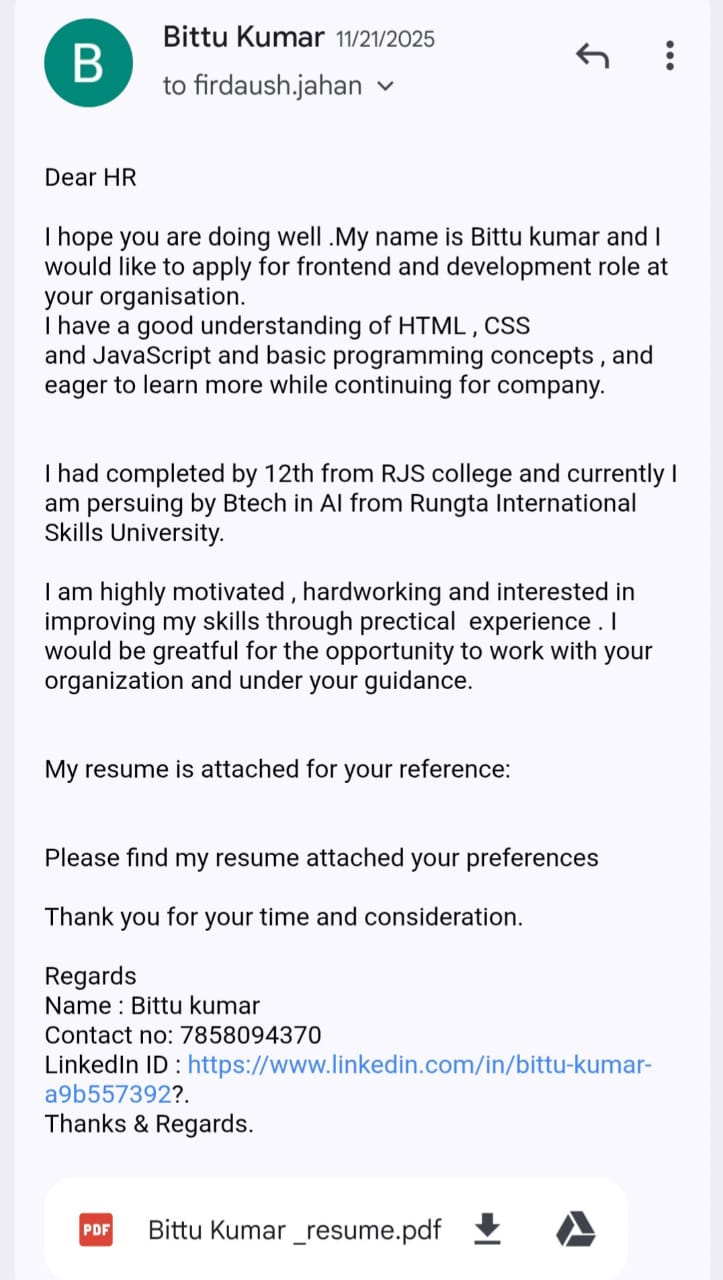 B
Bittu Kumar 11/21/2025
to firdaush.jahan
Dear HR
I hope you are doing well .My name is Bittu kumar and I
would like to apply for frontend and development role at
your organisation.
I have a good understanding of HTML , CSS
and JavaScript and basic programming concepts , and
eager to learn more while continuing for company.
I had completed by 12th from RJS college and currently I
am persuing by Btech in AI from Rungta International
Skills University.
I am highly motivated , hardworking and interested in
improving my skills through prectical  experience . I
would be greatful for the opportunity to work with your
organization and under your guidance.
My resume is attached for your reference:
Please find my resume attached your preferences
Thank you for your time and consideration.
Regards
Name : Bittu kumar
Contact no: 7858094370
LinkedIn ID : https://www.linkedin.com/in/bittu-kumar-
a9b557392?.
Thanks & Regards.
PDF Bittu Kumar _resume.pdf